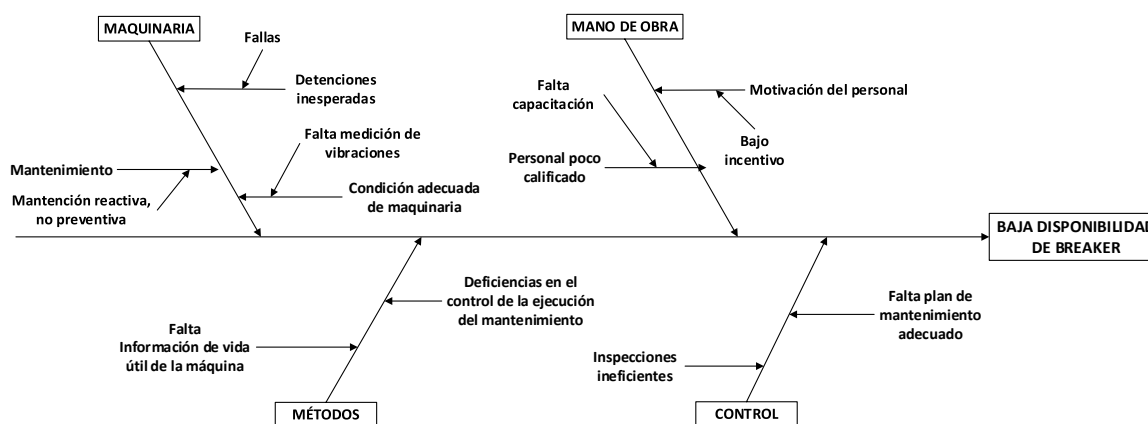 MAQUINARIA
Fallas
Detenciones
inesperadas
Falta medición de
vibraciones
Mantenimiento
Mantención reactiva,
no preventiva
Condición adecuada
de maquinaria
MANO DE OBRA
Falta
capacitación
Motivación del personal
Bajo
incentivo
Personal poco
calificado
BAJA DISPONIBILIDAD
DE BREAKER
Deficiencias en el
control de la ejecución
del mantenimiento
Falta
Información de vida
útil de la máquina
MÉTODOS
Falta plan de
mantenimiento
adecuado
Inspecciones
ineficientes
CONTROL